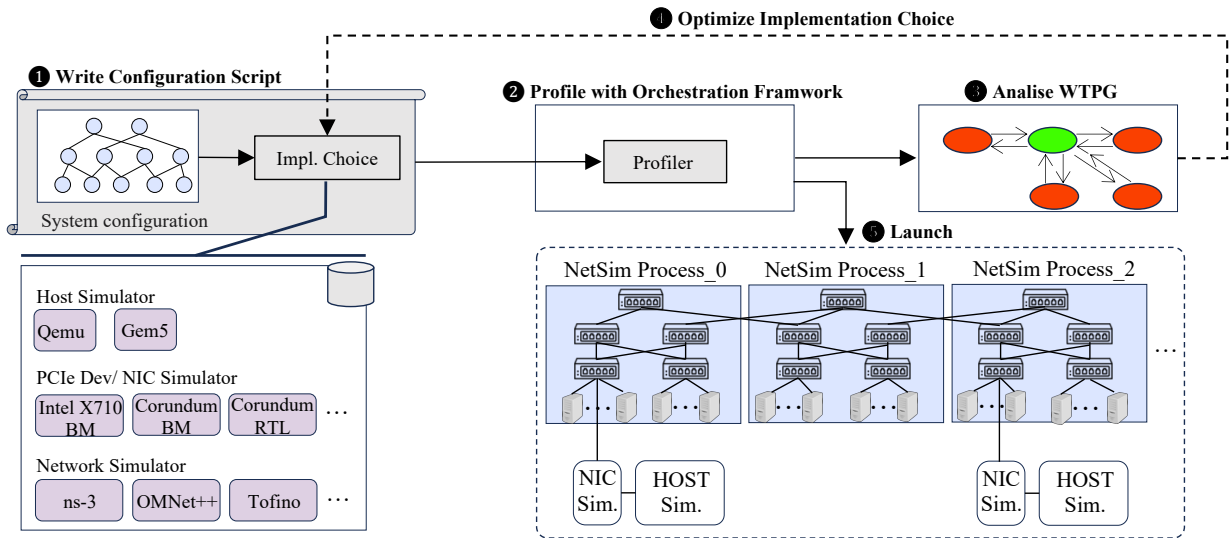 ❹ Optimize Implementation Choice
❶ Write Configuration Script
Impl. Choice
System configuration
❷ Profile with Orchestration Framwork
Profiler
❸ Analise WTPG
❺ Launch
Host Simulator
Qemu
Gem5
PCIe Dev/ NIC Simulator
Intel X710
BM
Corundum
BM
Corundum
RTL
...
Network Simulator
ns-3
OMNet++
Tofino
...
NetSim Process_0
NetSim Process_1
NetSim Process_2
...
...
...
...
...
...
...
NIC
Sim.
HOST
Sim.
NIC
Sim.
HOST
Sim.